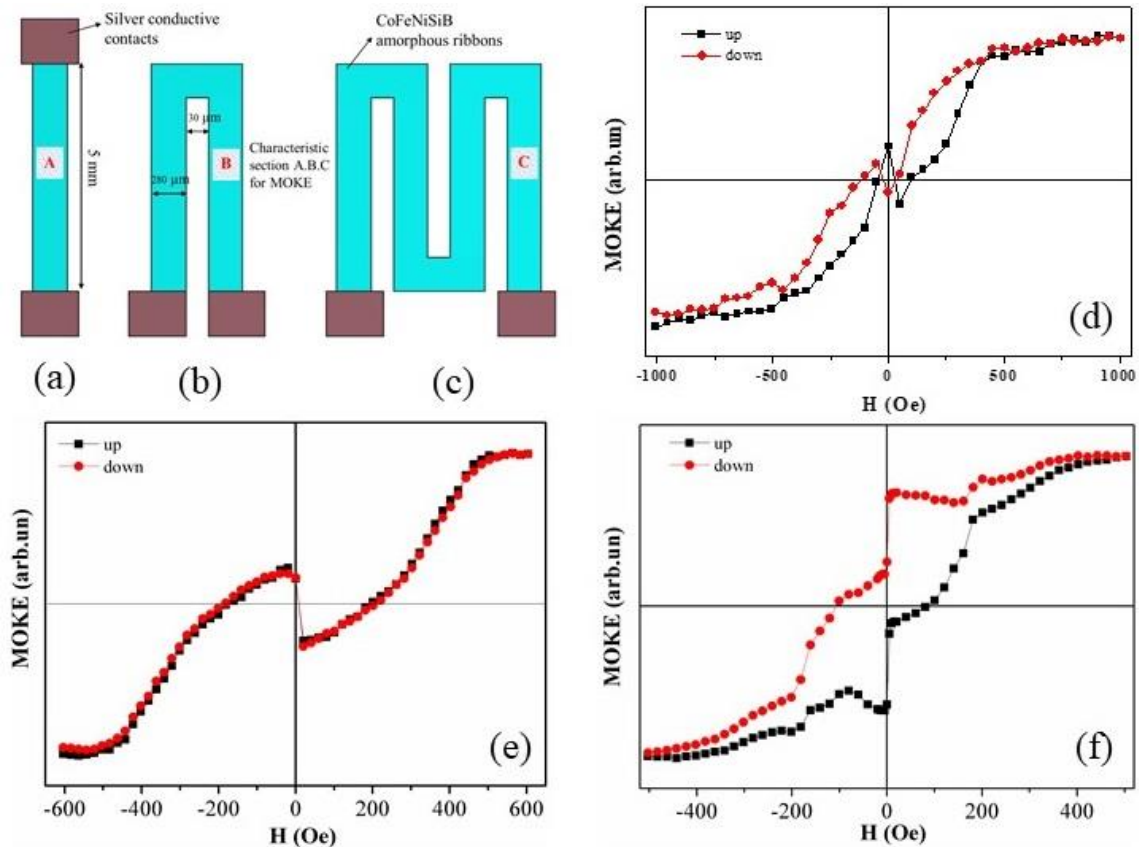 Silver conductive
contacts
CoFeNiSiB
amorphous ribbons
A
5 mm
30 µm
B
280 µm
Characteristic
section A.B.C
for MOKE
C
(a)
(b)
(c)
up
down
MOKE (arb.un)
(d)
-1000
-500
0
500
1000
H (Oe)
up
down
MOKE (arb.un)
(e)
-600
-400
-200
0
200
400
600
H (Oe)
up
down
MOKE (arb.un)
(f)
-400
-200
0
200
400
H (Oe)